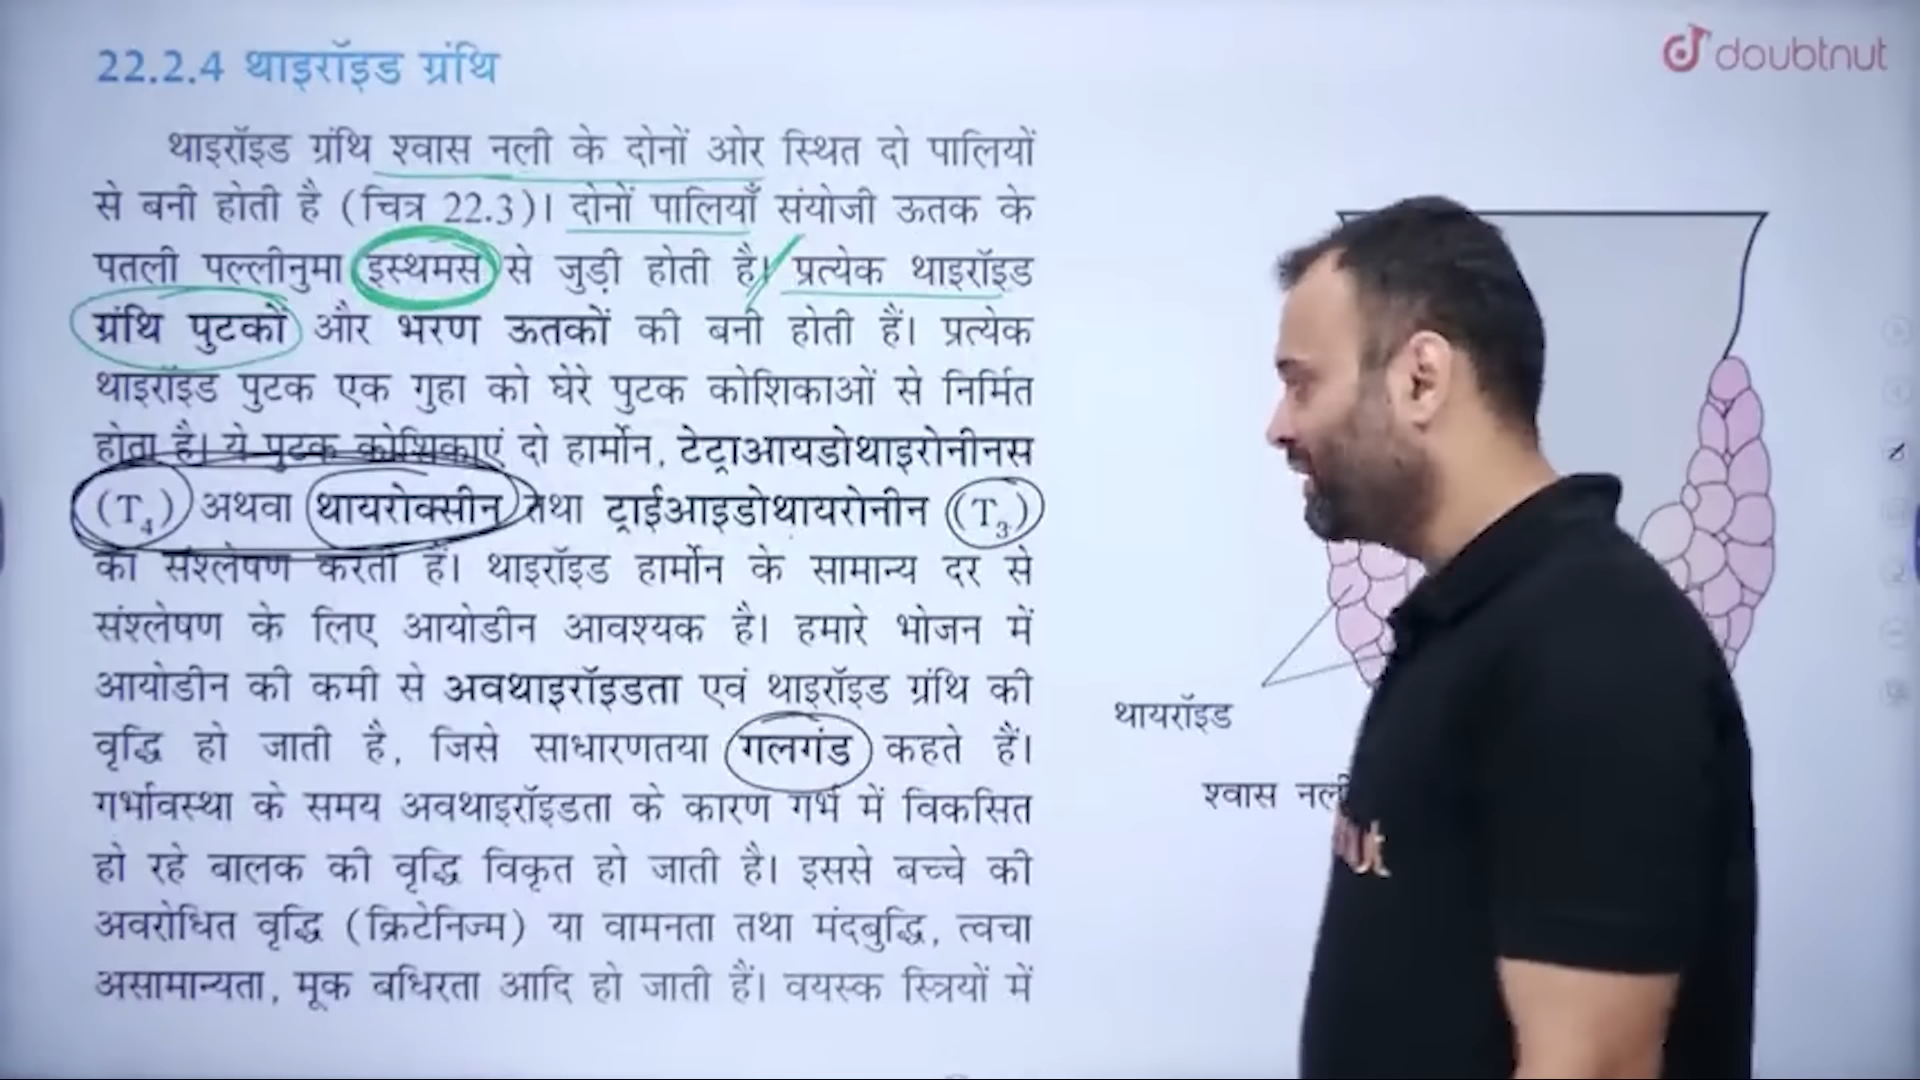 22.2.4 थाइरॉइड ग्रंथि
doubtnut
थाइरॉइड ग्रंथि श्वास नली के दोनों ओर स्थित दो पालियों
से बनी होती है (चित्र 22.3)। दोनों पालियाँ संयोजी ऊतक के
पतली पल्लीनुमा इस्थमस से जुड़ी होती है। प्रत्येक थाइरॉइड
ग्रंथि पुटकों और भरण ऊतकों की बनी होती हैं। प्रत्येक
थाइरॉइड पुटक एक गुहा को घेरे पुटक कोशिकाओं से निर्मित
होता है। ये पुटक कोशिकाएं दो हार्मोन, टेट्राआयडोथाइरोनीनस
(T₄) अथवा थायरोक्सीन तथा ट्राईआइडोथायरोनीन (T₃)
का संश्लेषण करती हैं। थाइरॉइड हार्मोन के सामान्य दर से
संश्लेषण के लिए आयोडीन आवश्यक है। हमारे भोजन में
आयोडीन की कमी से अवथाइरॉइडता एवं थाइरॉइड ग्रंथि की
वृद्धि हो जाती है, जिसे साधारणतया गलगंड कहते हैं।
गर्भावस्था के समय अवथाइरॉइडता के कारण गर्भ में विकसित
हो रहे बालक की वृद्धि विकृत हो जाती है। इससे बच्चे की
अवरोधित वृद्धि (क्रिटेनिज्म) या वामनता तथा मंदबुद्धि, त्वचा
असामान्यता, मूक बधिरता आदि हो जाती हैं। वयस्क स्त्रियों में
थायरॉइड
श्वास नली